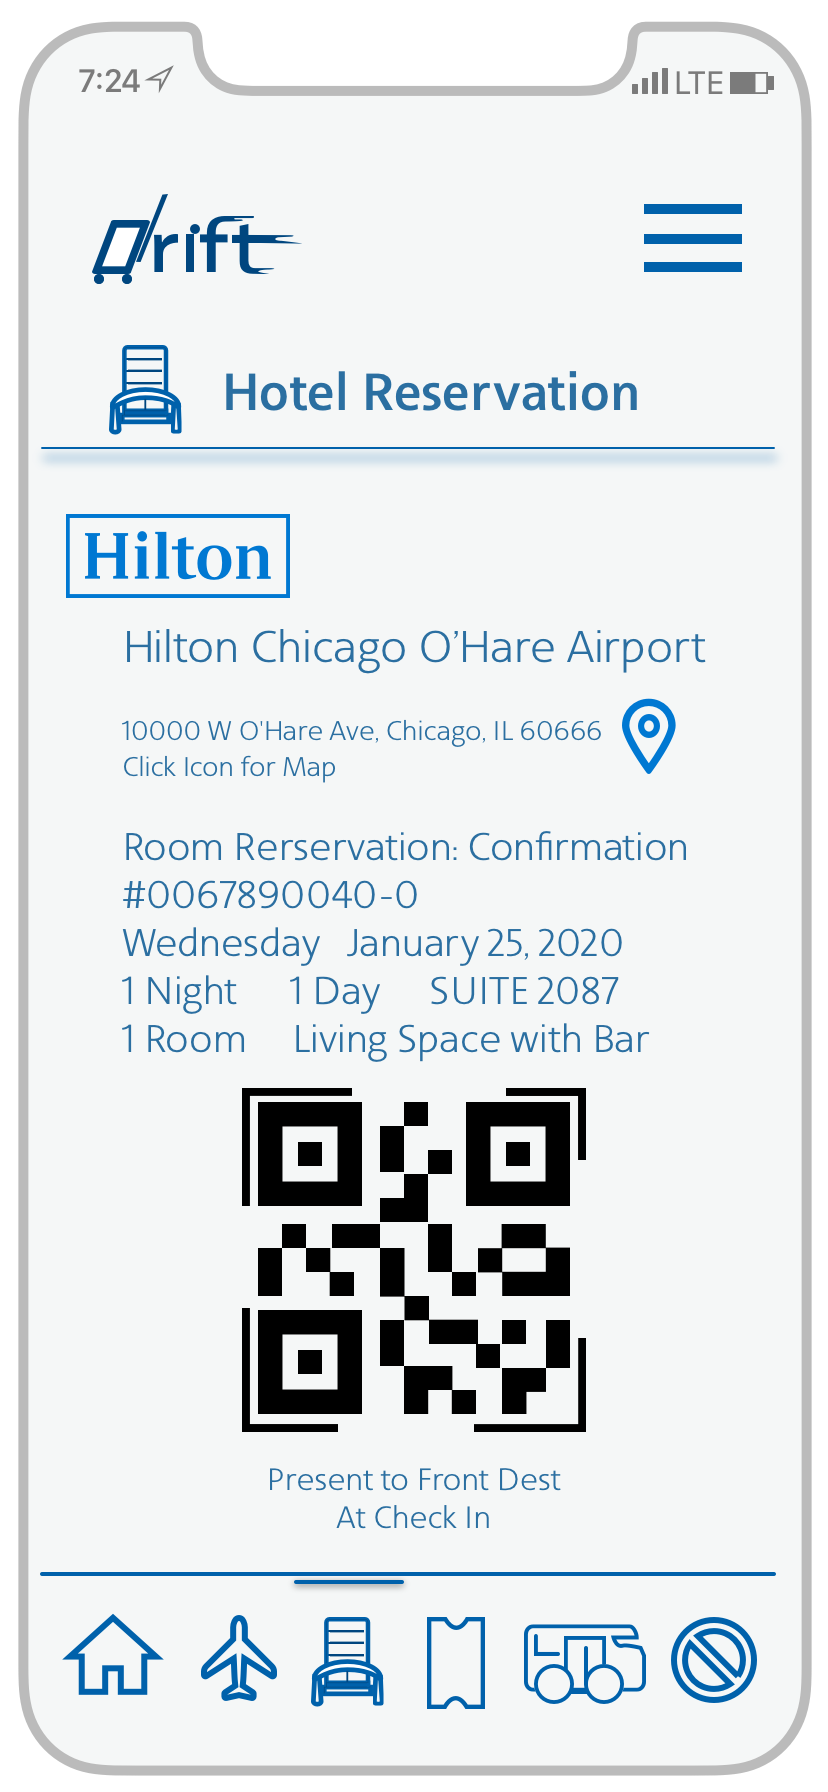 7:24 LTE
Drift
Hotel Reservation
Hilton
Hilton Chicago O’Hare Airport
10000 W O'Hare Ave, Chicago, IL 60666
Click Icon for Map
Room Rerservation: Confirmation
#0067890040-0
Wednesday January 25, 2020
1 Night 1 Day SUITE 2087
1 Room Living Space with Bar
Present to Front Dest
At Check In